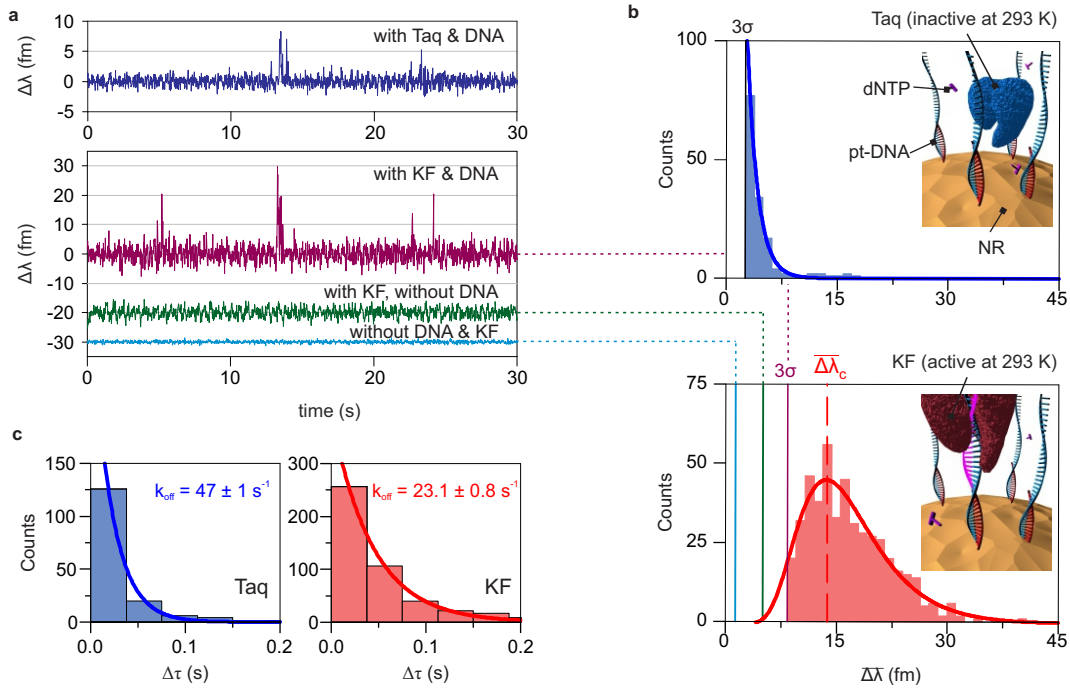 a
with Taq & DNA
Δλ (fm)
10
5
0
-5
0
10
20
30
with KF & DNA
Δλ (fm)
30
20
10
0
-10
with KF, without DNA
-20
without DNA & KF
-30
0
10
20
30
time (s)
b
3σ
Taq (inactive at 293 K)
100
50
0
Counts
dNTP
pt-DNA
NR
0
15
30
45
3σ
Δλc
KF (active at 293 K)
75
50
25
0
Counts
0
15
30
45
Δλ (fm)
c
150
100
50
0
Counts
koff = 47 ± 1 s-1
Taq
0.0
0.1
0.2
Δτ (s)
300
200
100
0
koff = 23.1 ± 0.8 s-1
KF
0.0
0.1
0.2
Δτ (s)